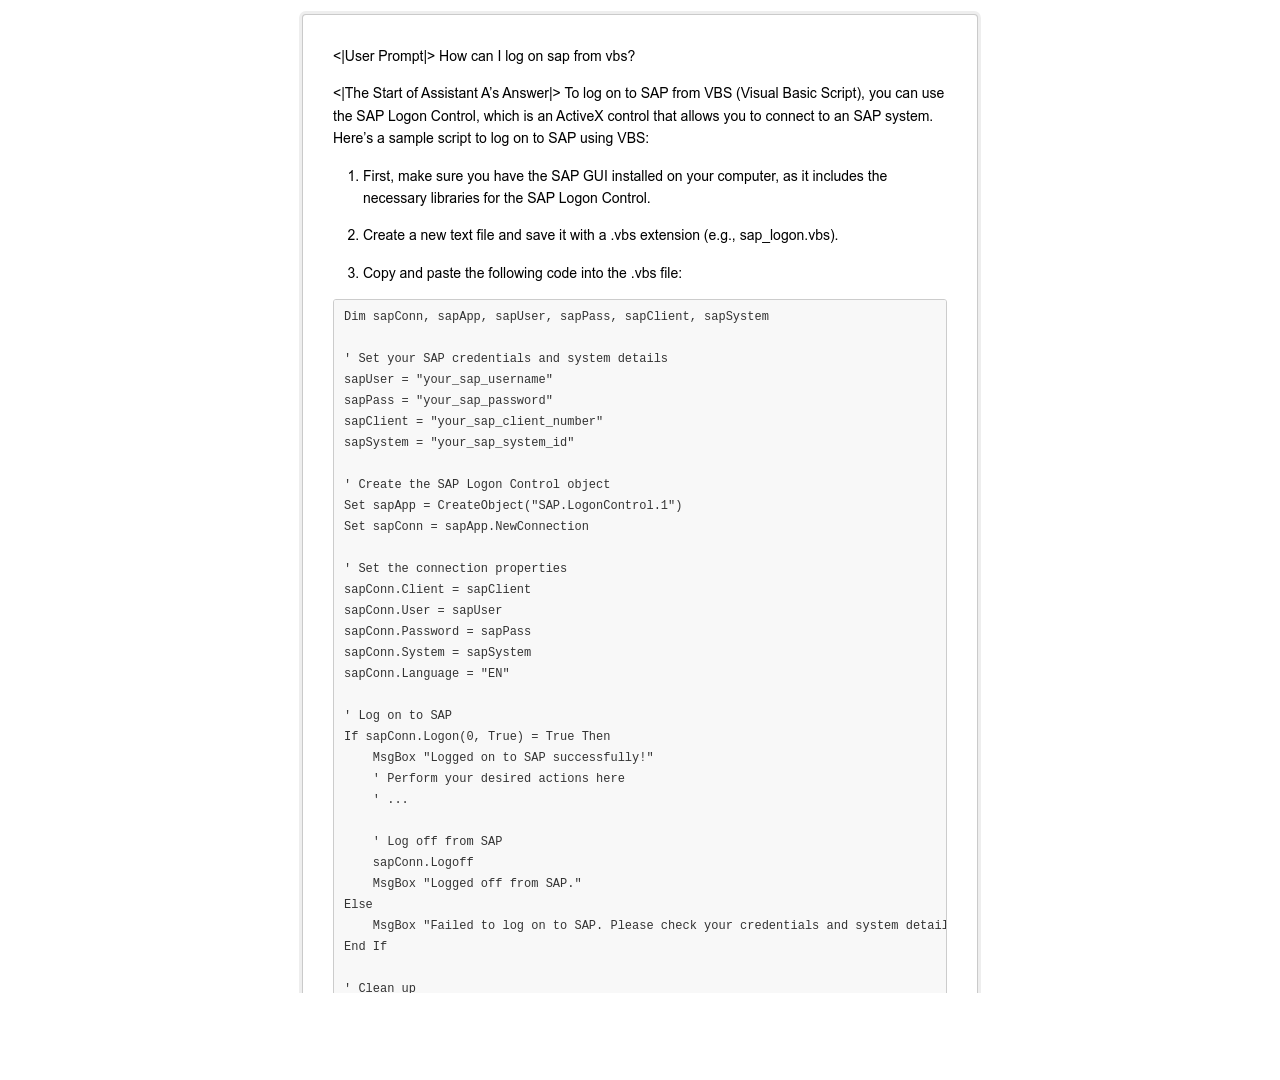 <|User Prompt|> How can I log on sap from vbs?
<|The Start of Assistant A’s Answer|> To log on to SAP from VBS (Visual Basic Script), you can use
the SAP Logon Control, which is an ActiveX control that allows you to connect to an SAP system.
Here’s a sample script to log on to SAP using VBS:
1. First, make sure you have the SAP GUI installed on your computer, as it includes the
necessary libraries for the SAP Logon Control.
2. Create a new text file and save it with a .vbs extension (e.g., sap_logon.vbs).
3. Copy and paste the following code into the .vbs file:
Dim sapConn, sapApp, sapUser, sapPass, sapClient, sapSystem
' Set your SAP credentials and system details
sapUser = "your_sap_username"
sapPass = "your_sap_password"
sapClient = "your_sap_client_number"
sapSystem = "your_sap_system_id"
' Create the SAP Logon Control object
Set sapApp = CreateObject("SAP.LogonControl.1")
Set sapConn = sapApp.NewConnection
' Set the connection properties
sapConn.Client = sapClient
sapConn.User = sapUser
sapConn.Password = sapPass
sapConn.System = sapSystem
sapConn.Language = "EN"
' Log on to SAP
If sapConn.Logon(0, True) = True Then
    MsgBox "Logged on to SAP successfully!"
    ' Perform your desired actions here
    ' ...
    ' Log off from SAP
    sapConn.Logoff
    MsgBox "Logged off from SAP."
Else
    MsgBox "Failed to log on to SAP. Please check your credentials and system detail
End If
' Clean up